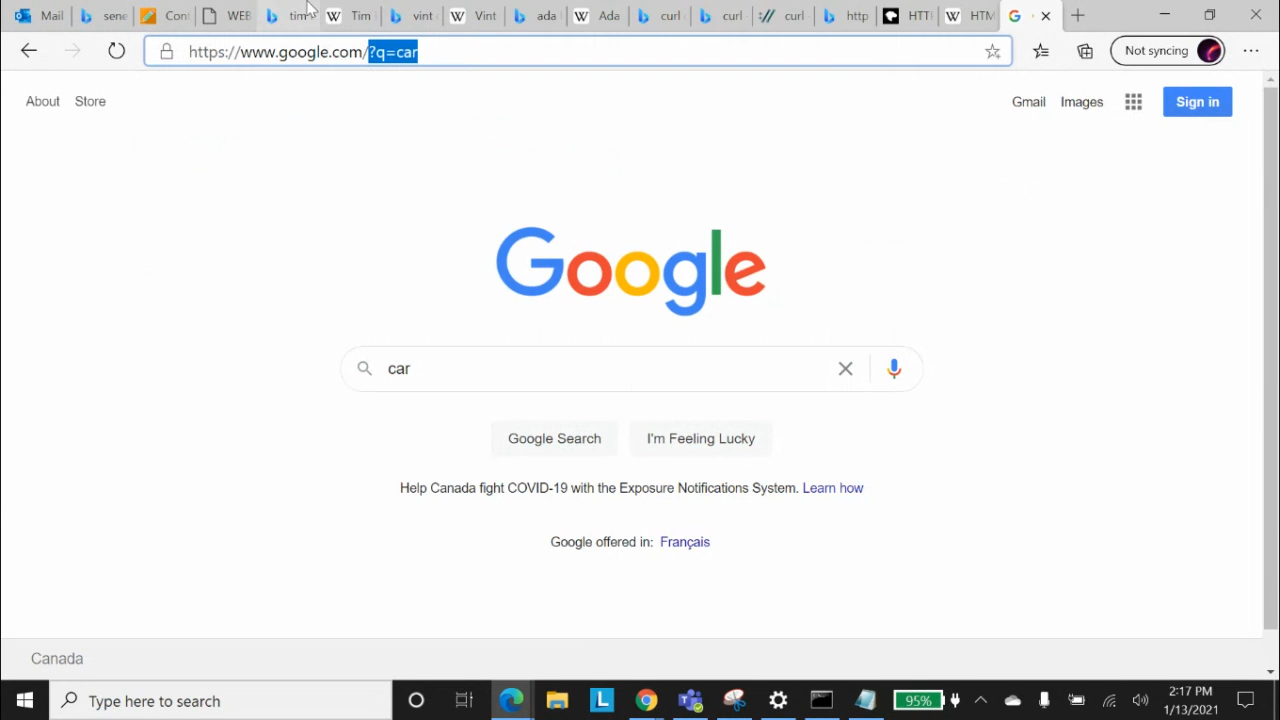 Mail sene Con WEB tim Tim vint Vint ada Ada curl curl curl http HTT HTM
https://www.google.com/?q=car Not syncing
About Store Gmail Images Sign in
Google
car
Google Search I'm Feeling Lucky
Help Canada fight COVID-19 with the Exposure Notifications System. Learn how
Google offered in: Français
Canada
Type here to search 95% 2:17 PM
1/13/2021